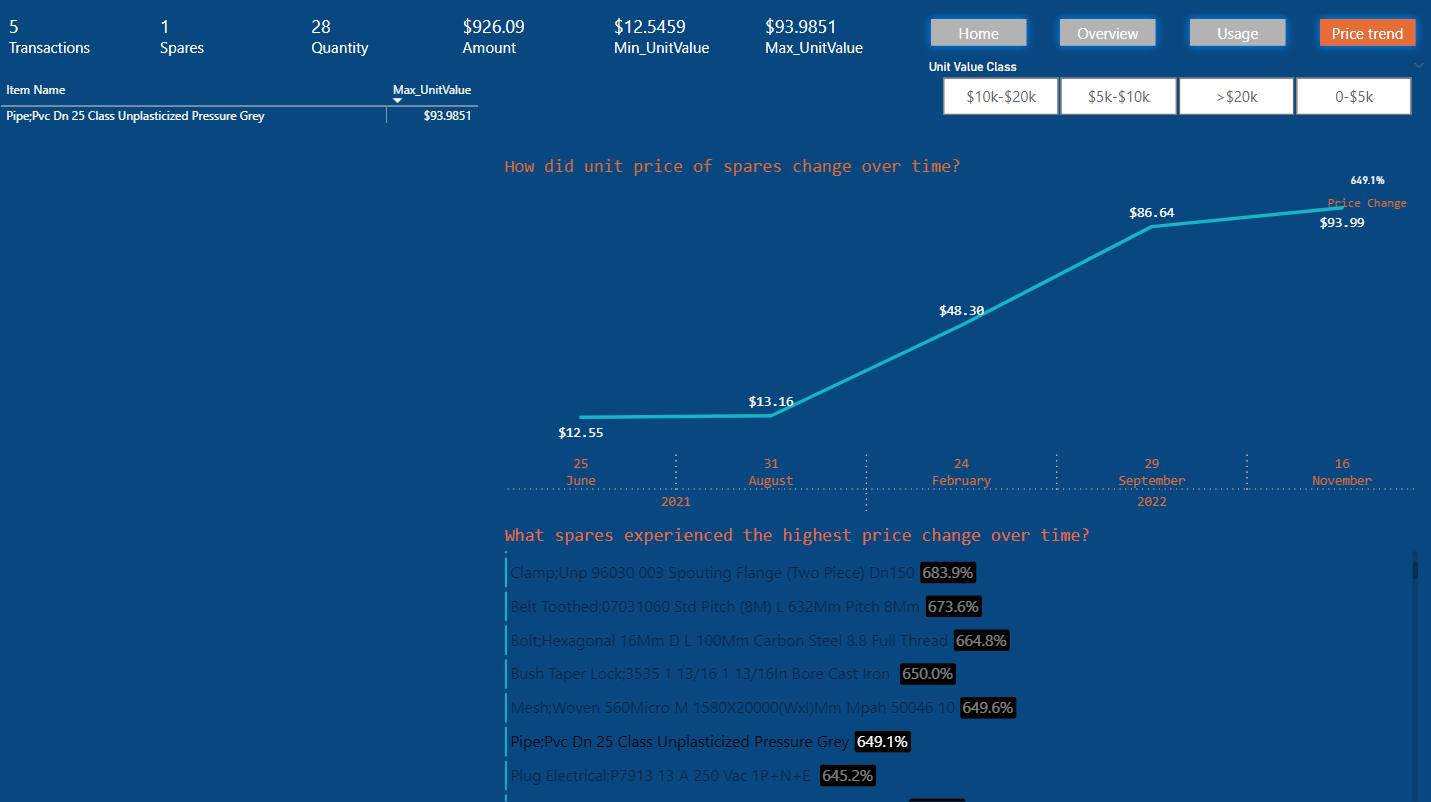 5 1 28 $926.09 $12.5459 $93.9851
Transactions Spares Quantity Amount Min_UnitValue Max_UnitValue
Home Overview Usage Price trend
Unit Value Class
$10k-$20k $5k-$10k >$20k 0-$5k
Item Name Max_UnitValue
Pipe;Pvc Dn 25 Class Unplasticized Pressure Grey $93.9851
How did unit price of spares change over time?
649.1%
Price Change
$93.99
$86.64
$48.30
$13.16
$12.55
25 31 24 29 16
June August February September November
2021 2022
What spares experienced the highest price change over time?
Clamp;Unp 96030 003 Spouting Flange (Two Piece) Dn150 683.9%
Belt Toothed;07031060 Std Pitch (8M) L 632Mm Pitch 8Mm 673.6%
Bolt;Hexagonal 16Mm D L 100Mm Carbon Steel 8.8 Full Thread 664.8%
Bush Taper Lock;3535 1 13/16 1 13/16In Bore Cast Iron 650.0%
Mesh;Woven 560Micro M 1580X20000(Wxl)Mm Mpah 50046 10 649.6%
Pipe;Pvc Dn 25 Class Unplasticized Pressure Grey 649.1%
Plug Electrical;P7913 13 A 250 Vac 1P+N+E 645.2%